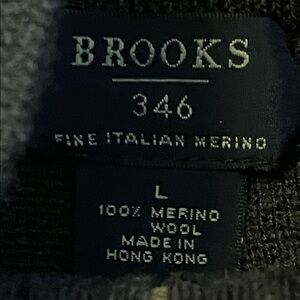 BROOKS
346
FINE ITALIAN MERINO
L
100% MERINO
WOOL
MADE IN
HONG KONG